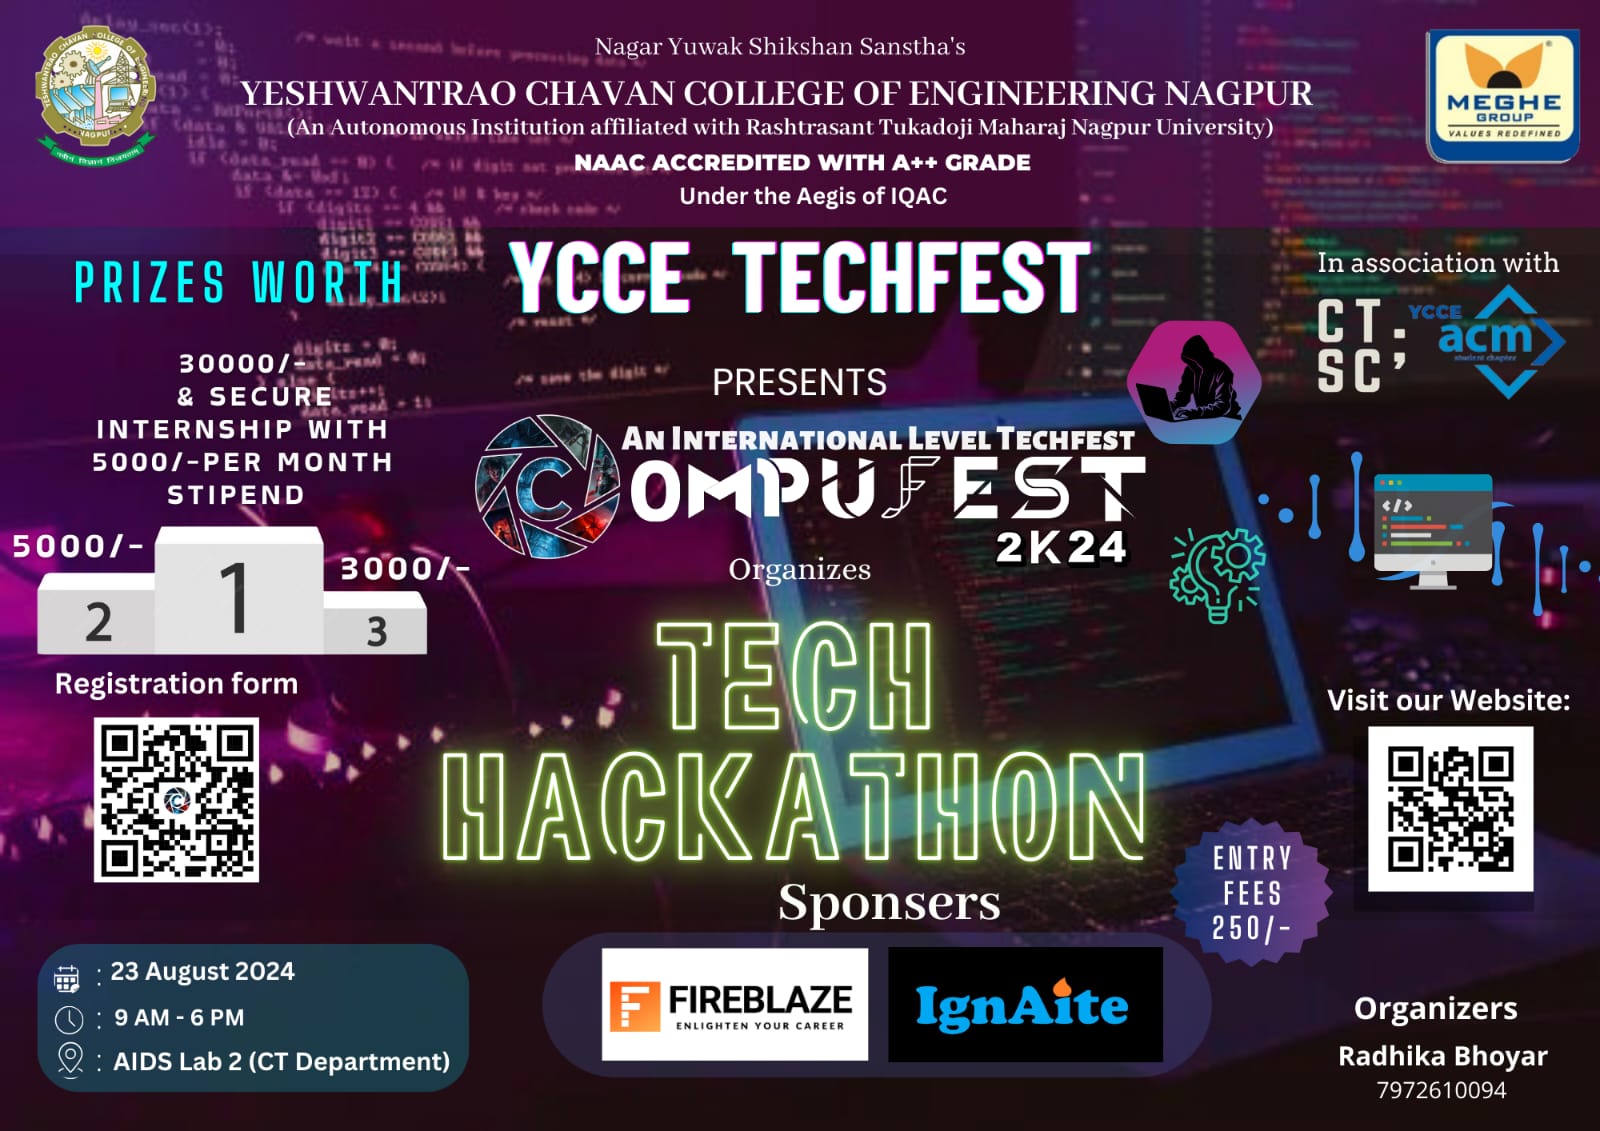 Nagar Yuwak Shikshan Sanstha's
YESHWANTRAO CHAVAN COLLEGE OF ENGINEERING NAGPUR
(An Autonomous Institution affiliated with Rashtrasant Tukadoji Maharaj Nagpur University)
NAAC ACCREDITED WITH A++ GRADE
Under the Aegis of IQAC
MEGHE
GROUP
VALUES REDEFINED
YCCE TECHFEST
PRESENTS
AN INTERNATIONAL LEVEL TECHFEST
COMPUFEST
2K24
Organizes
TECH
HACKATHON
PRIZES WORTH
30000/-
& SECURE
INTERNSHIP WITH
5000/-PER MONTH
STIPEND
5000/-
3000/-
1
2
3
Registration form
In association with
CT;
SC
YCCE
acm
student chapter
</>
Visit our Website:
ENTRY
FEES
250/-
Sponsers
FIREBLAZE
ENLIGHTEN YOUR CAREER
IgnAite
: 23 August 2024
: 9 AM - 6 PM
: AIDS Lab 2 (CT Department)
Organizers
Radhika Bhoyar
7972610094